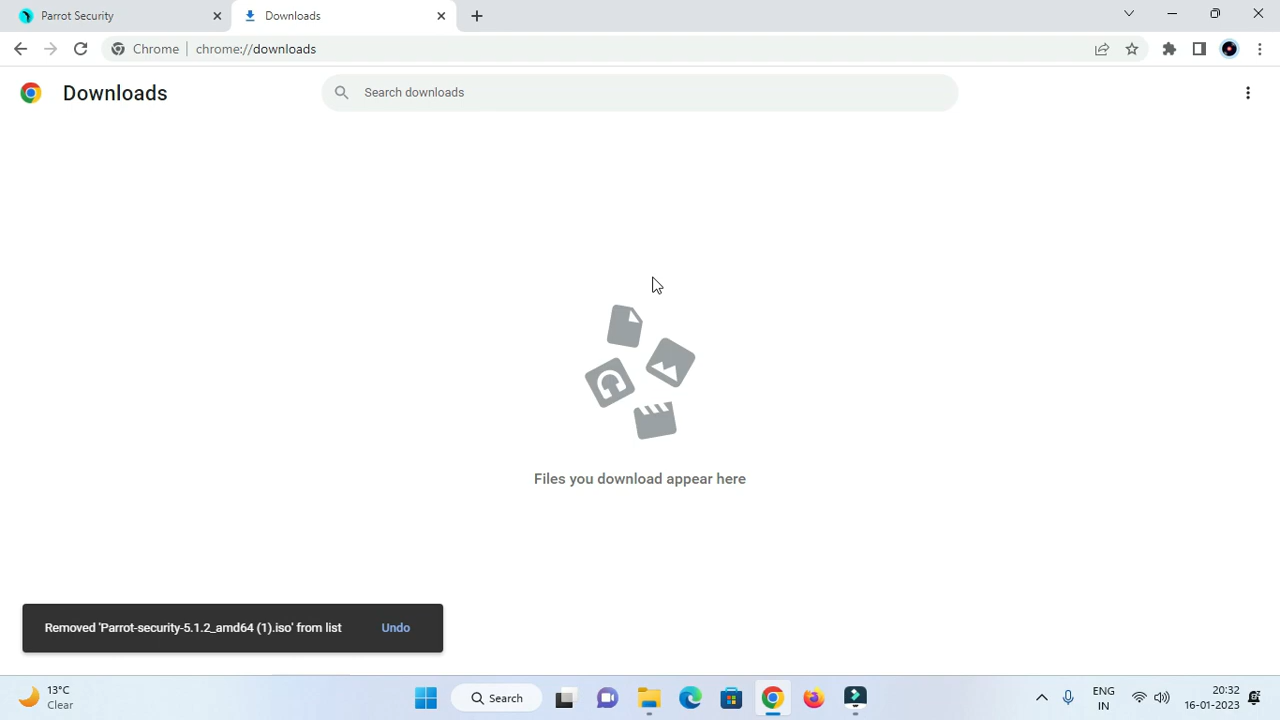 Parrot Security
Downloads
Chrome
chrome://downloads
Downloads
Search downloads
Files you download appear here
Removed 'Parrot-security-5.1.2_amd64 (1).iso' from list
Undo
13°C
Clear
Search
ENG
IN
20:32
16-01-2023